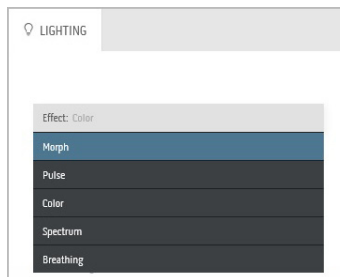 LIGHTING
Effect: Color
Morph
Pulse
Color
Spectrum
Breathing